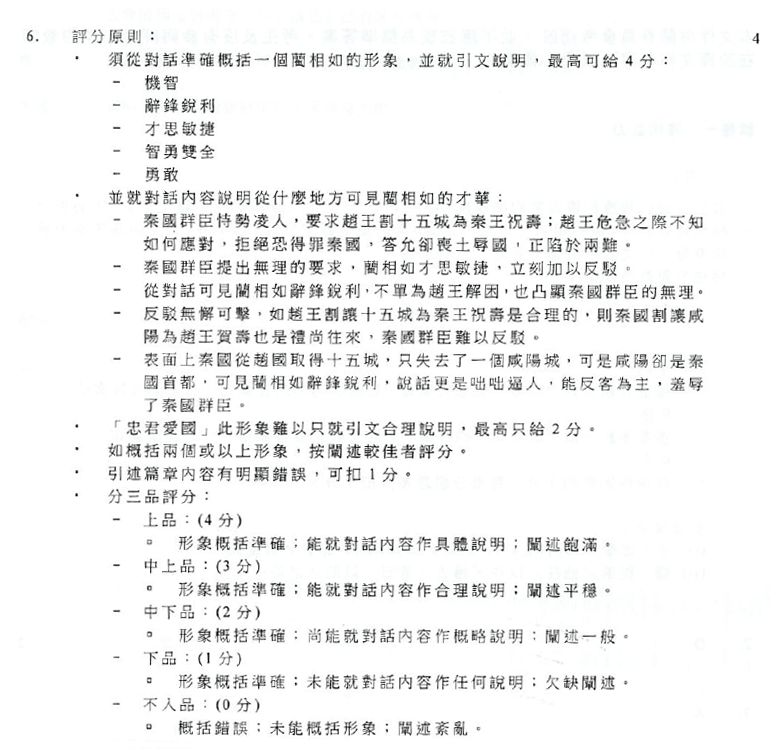 6. 評分原則： 4
· 須從對話準確概括一個藺相如的形象，並就引文說明，最高可給 4 分：
- 機智
- 辭鋒銳利
- 才思敏捷
- 智勇雙全
- 勇敢
· 並就對話內容說明從什麼地方可見藺相如的才華：
- 秦國群臣恃勢凌人，要求趙王割十五城為秦王祝壽；趙王危急之際不知
如何應對，拒絕恐得罪秦國，答允卻喪土辱國，正陷於兩難。
- 秦國群臣提出無理的要求，藺相如才思敏捷，立刻加以反駁。
- 從對話可見藺相如辭鋒銳利，不單為趙王解困，也凸顯秦國群臣的無理。
- 反駁無懈可擊，如趙王割讓十五城為秦王祝壽是合理的，則秦國割讓咸
陽為趙王賀壽也是禮尚往來，秦國群臣難以反駁。
- 表面上秦國從趙國取得十五城，只失去了一個咸陽城，可是咸陽卻是秦
國首都，可見藺相如辭鋒銳利，說話更是咄咄逼人，能反客為主，羞辱
了秦國群臣。
· 「忠君愛國」此形象難以只就引文合理說明，最高只給 2 分。
· 如概括兩個或以上形象，按闡述較佳者評分。
· 引述篇章內容有明顯錯誤，可扣 1 分。
· 分三品評分：
- 上品：(4 分)
▫ 形象概括準確；能就對話內容作具體說明；闡述飽滿。
- 中上品：(3 分)
▫ 形象概括準確；能就對話內容作合理說明；闡述平穩。
- 中下品：(2 分)
▫ 形象概括準確；尚能就對話內容作概略說明；闡述一般。
- 下品：(1 分)
▫ 形象概括準確；未能就對話內容作任何說明；欠缺闡述。
- 不入品：(0 分)
▫ 概括錯誤；未能概括形象；闡述紊亂。